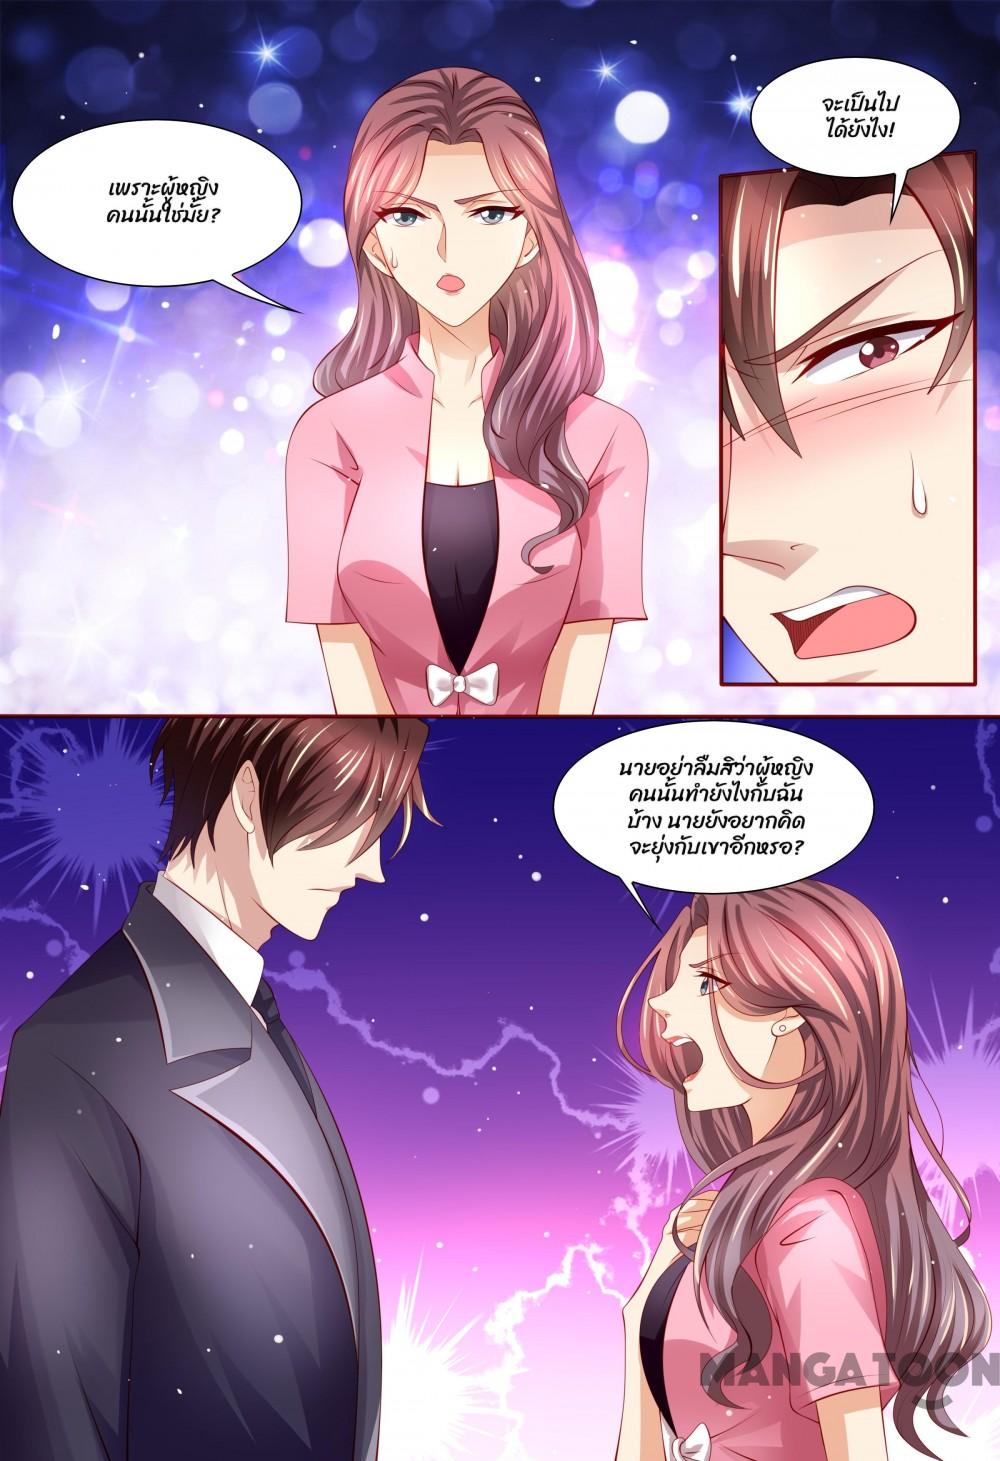 เพราะผู้หญิง
คนนั้นใช่มั้ย?
จะเป็นไป
ได้ยังไง!
นายอย่าลืมสิว่าผู้หญิง
คนนั้นทำยังไงกับฉัน
บ้าง นายยังอยากคิด
จะยุ่งกับเขาอีกหรอ?
MANGATOON